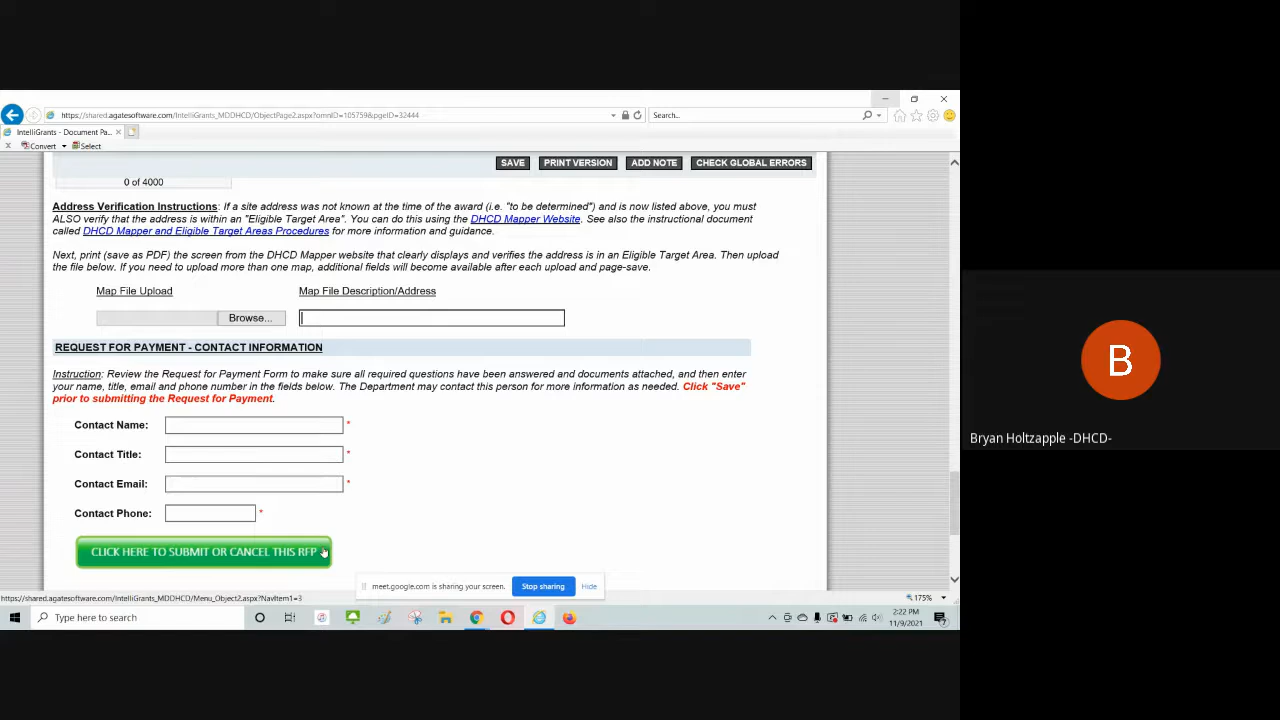 https://shared.agatesoftware.com/IntelliGrants_MDDHCD/ObjectPage2.aspx?omnID=105759&pgeID=32444
Search...
IntelliGrants - Document Pa...
x Convert Select
SAVE PRINT VERSION ADD NOTE CHECK GLOBAL ERRORS
0 of 4000
Address Verification Instructions: If a site address was not known at the time of the award (i.e. "to be determined") and is now listed above, you must
ALSO verify that the address is within an "Eligible Target Area". You can do this using the DHCD Mapper Website. See also the instructional document
called DHCD Mapper and Eligible Target Areas Procedures for more information and guidance.
Next, print (save as PDF) the screen from the DHCD Mapper website that clearly displays and verifies the address is in an Eligible Target Area. Then upload
the file below. If you need to upload more than one map, additional fields will become available after each upload and page-save.
Map File Upload Map File Description/Address
Browse...
REQUEST FOR PAYMENT - CONTACT INFORMATION
Instruction: Review the Request for Payment Form to make sure all required questions have been answered and documents attached, and then enter
your name, title, email and phone number in the fields below. The Department may contact this person for more information as needed. Click "Save"
prior to submitting the Request for Payment.
Contact Name: *
Contact Title: *
Contact Email: *
Contact Phone: *
CLICK HERE TO SUBMIT OR CANCEL THIS RFP
meet.google.com is sharing your screen. Stop sharing Hide
https://shared.agatesoftware.com/IntelliGrants_MDDHCD/Menu_Object2.aspx?NavItem1=3
175%
Type here to search
2:22 PM
11/9/2021
7
B
Bryan Holtzapple -DHCD-